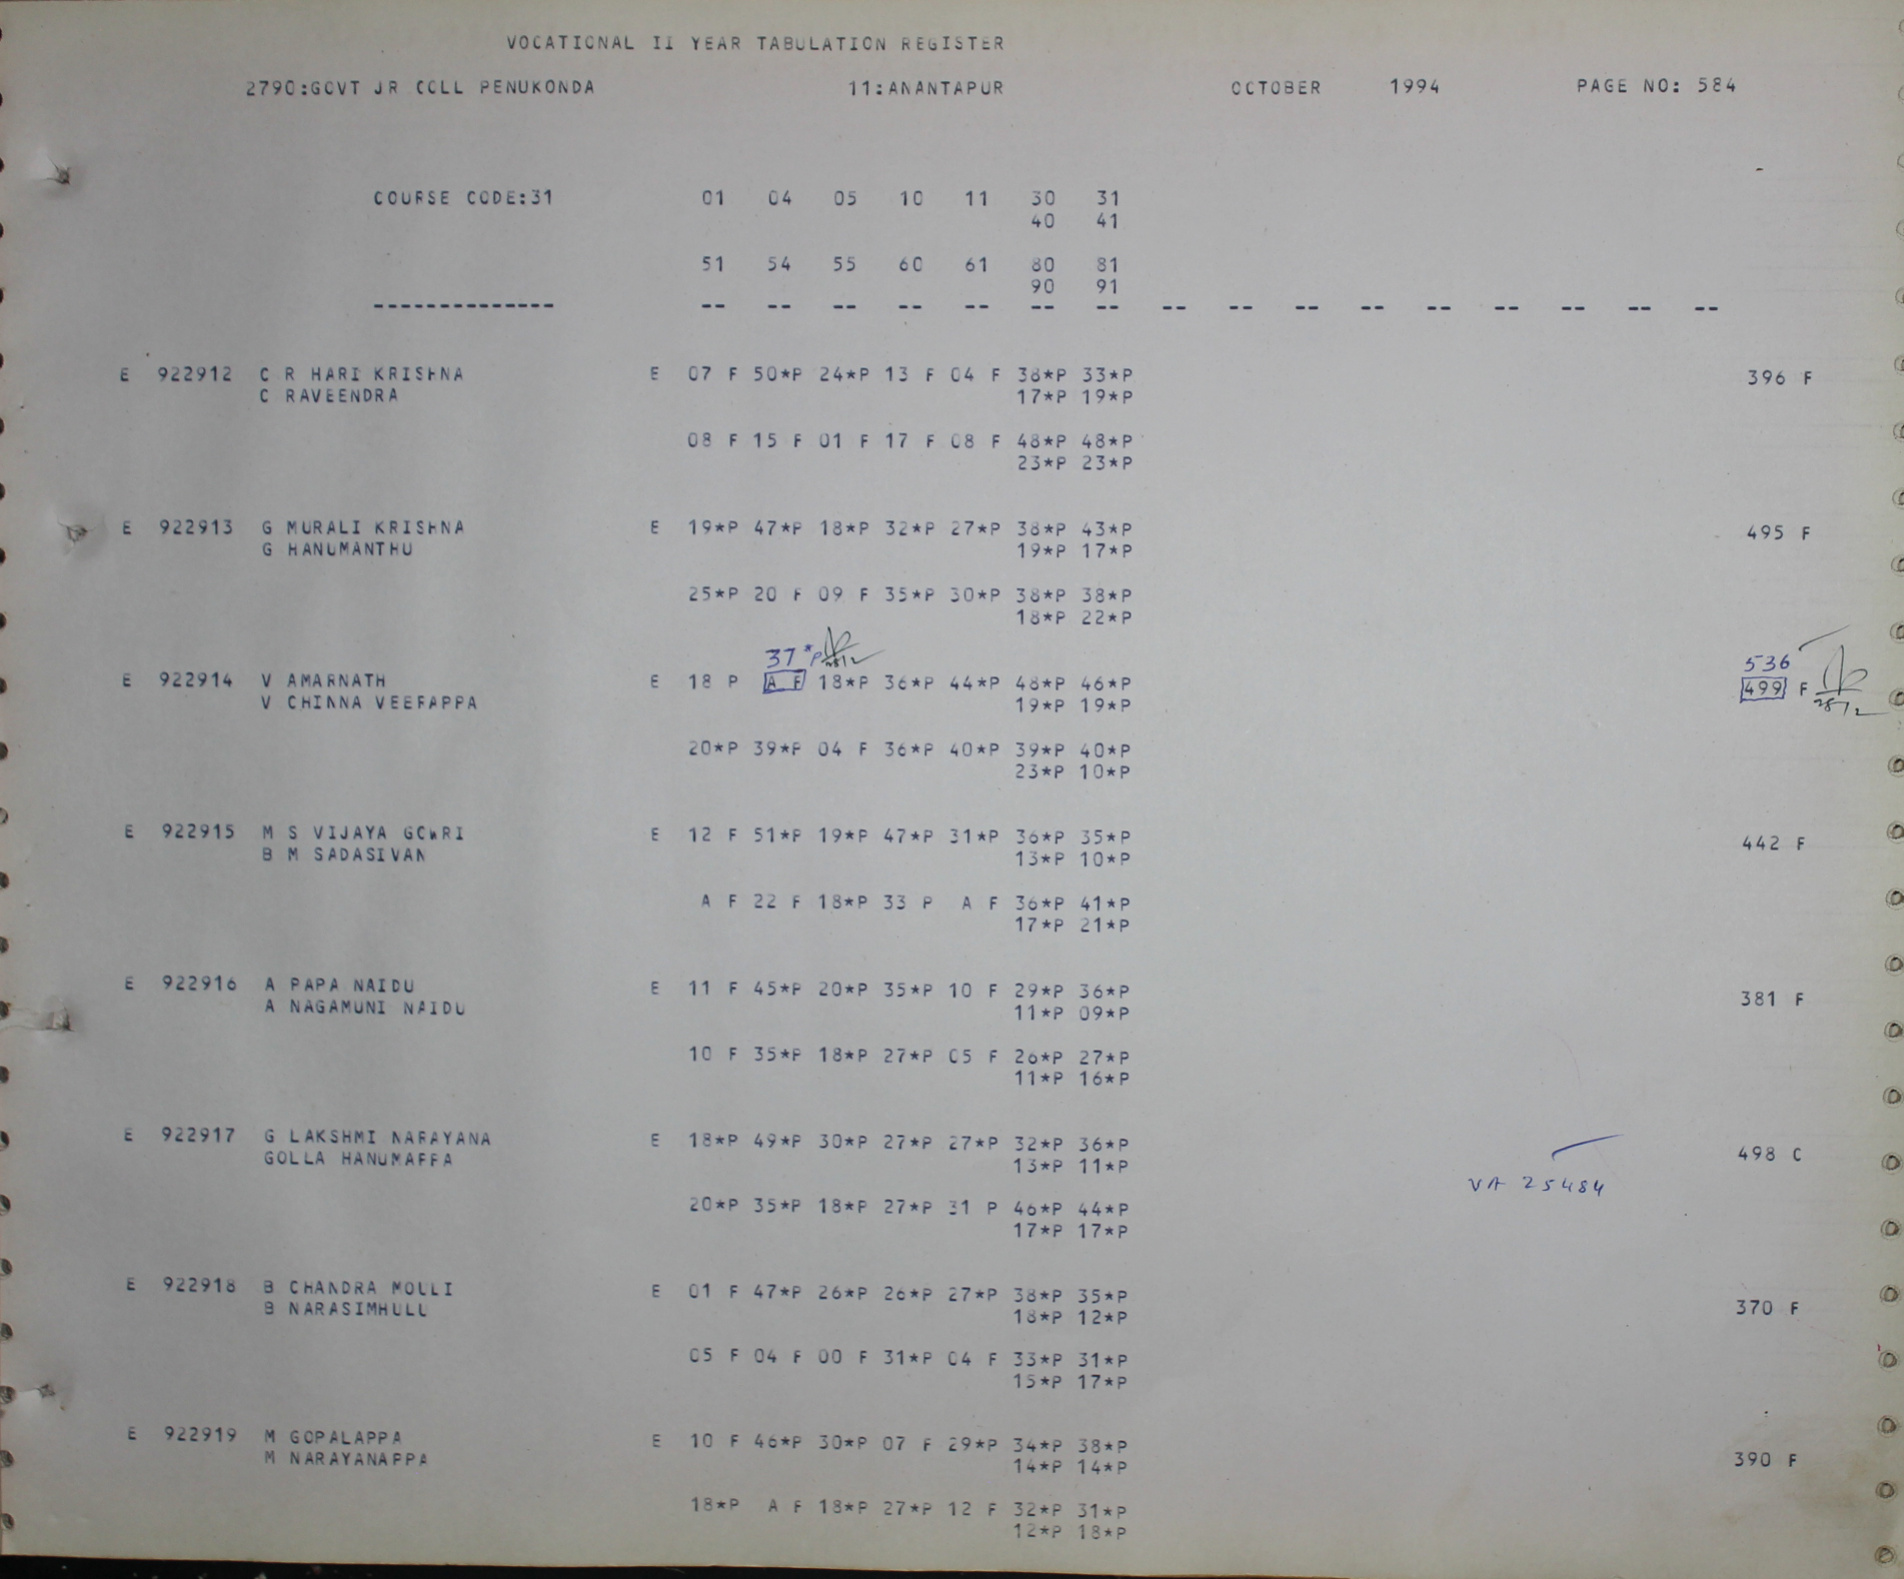 VOCATIONAL II YEAR TABULATION REGISTER
2790:GOVT JR COLL PENUKONDA 11:ANANTAPUR OCTOBER 1994 PAGE NO: 584
COURSE CODE:31 01 04 05 10 11 30 31
40 41
51 54 55 60 61 80 81
90 91
-------------- -- -- -- -- -- -- -- -- -- -- -- -- -- -- -- --
E 922912 C R HARI KRISHNA E 07 F 50*P 24*P 13 F 04 F 38*P 33*P 396 F
C RAVEENDRA 17*P 19*P
08 F 15 F 01 F 17 F 08 F 48*P 48*P
23*P 23*P
E 922913 G MURALI KRISHNA E 19*P 47*P 18*P 32*P 27*P 38*P 43*P 495 F
G HANUMANTHU 19*P 17*P
25*P 20 F 09 F 35*P 30*P 38*P 38*P
18*P 22*P
37*P 28/2 536
E 922914 V AMARNATH E 18 P A F 18*P 36*P 44*P 48*P 46*P 499 F
V CHINNA VEERAPPA 19*P 19*P 28/2
20*P 39*P 04 F 36*P 40*P 39*P 40*P
23*P 10*P
E 922915 M S VIJAYA GOWRI E 12 F 51*P 19*P 47*P 31*P 36*P 35*P 442 F
B M SADASIVAN 13*P 10*P
A F 22 F 18*P 33 P A F 36*P 41*P
17*P 21*P
E 922916 A PAPA NAIDU E 11 F 45*P 20*P 35*P 10 F 29*P 36*P 381 F
A NAGAMUNI NAIDU 11*P 09*P
10 F 35*P 18*P 27*P 05 F 26*P 27*P
11*P 16*P
E 922917 G LAKSHMI NARAYANA E 18*P 49*P 30*P 27*P 27*P 32*P 36*P 498 C
GOLLA HANUMAPPA 13*P 11*P
VA 25484
20*P 35*P 18*P 27*P 31 P 46*P 44*P
17*P 17*P
E 922918 B CHANDRA MOLLI E 01 F 47*P 26*P 26*P 27*P 38*P 35*P 370 F
B NARASIMHULU 18*P 12*P
05 F 04 F 00 F 31*P 04 F 33*P 31*P
15*P 17*P
E 922919 M GOPALAPPA E 10 F 46*P 30*P 07 F 29*P 34*P 38*P 390 F
M NARAYANAPPA 14*P 14*P
18*P A F 18*P 27*P 12 F 32*P 31*P
12*P 18*P